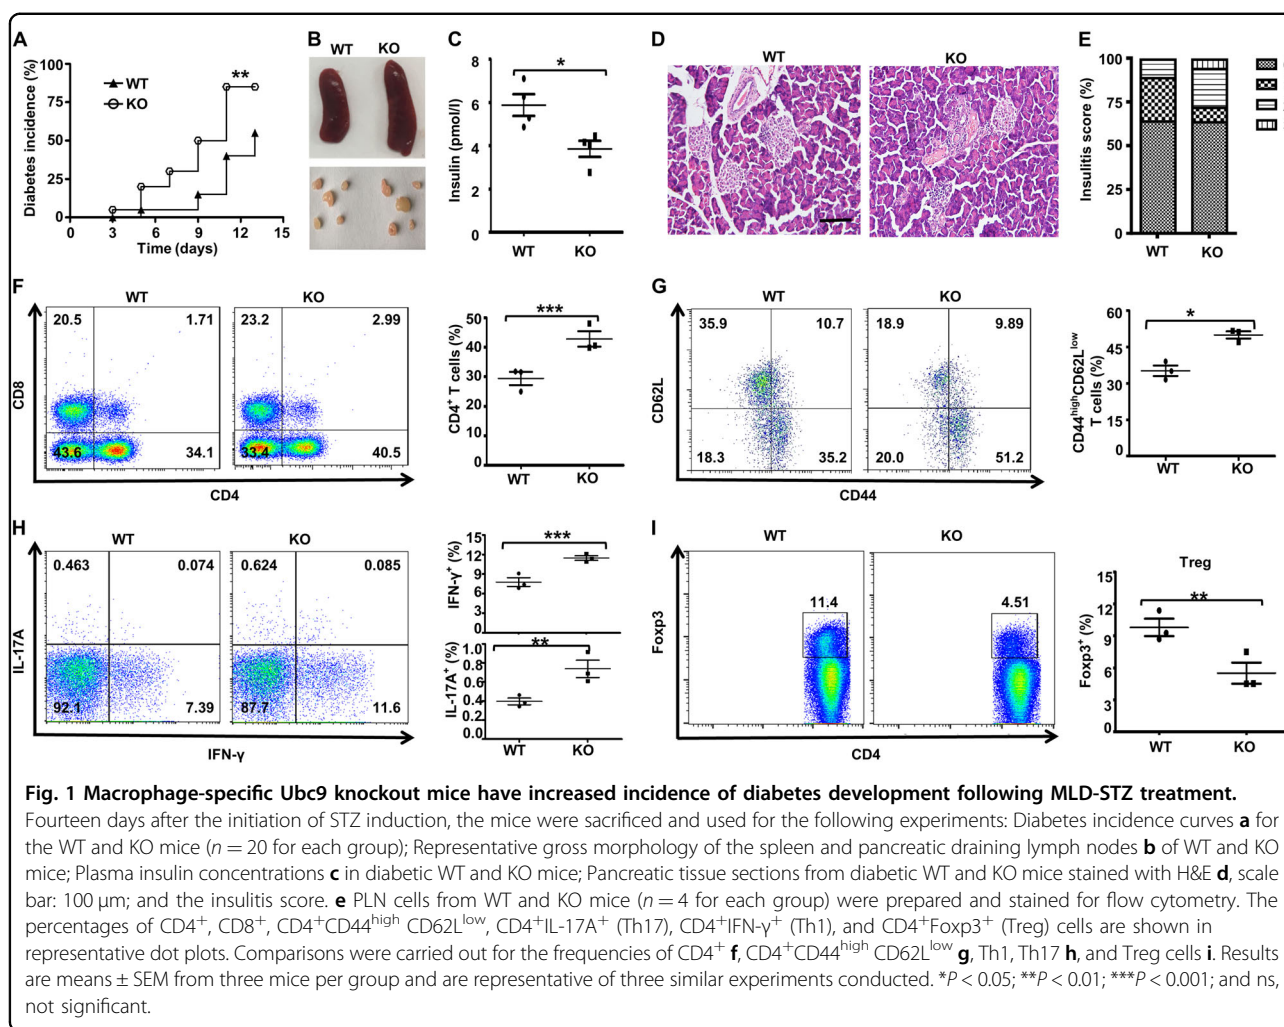 A
Diabetes incidence (%)
100
75
50
25
0
WT
KO
**
0 3 6 9 12 15
Time (days)
B
WT KO
C
Insulin (pmol/l)
8
6
4
2
0
*
WT KO
D
WT KO
E
Insulitis score (%)
100
75
50
25
0
WT KO
F
WT KO
CD8
20.5 1.71
43.6 34.1
23.2 2.99
33.4 40.5
CD4
CD4+ T cells (%)
50
40
30
20
10
0
***
WT KO
G
WT KO
CD62L
35.9 10.7
18.3 35.2
18.9 9.89
20.0 51.2
CD44
CD44highCD62Llow
T cells (%)
60
45
30
15
0
*
WT KO
H
WT KO
IL-17A
0.463 0.074
92.1 7.39
0.624 0.085
87.7 11.6
IFN-γ
IFN-γ+ (%)
12
9
6
3
0
***
IL-17A+ (%)
1.0
0.8
0.6
0.4
0.2
0.0
**
WT KO
I
WT KO
Foxp3
11.4
4.51
CD4
Treg
Foxp3+ (%)
15
12
9
6
3
0
**
WT KO
Fig. 1 Macrophage-specific Ubc9 knockout mice have increased incidence of diabetes development following MLD-STZ treatment.
Fourteen days after the initiation of STZ induction, the mice were sacrificed and used for the following experiments: Diabetes incidence curves a for
the WT and KO mice (n = 20 for each group); Representative gross morphology of the spleen and pancreatic draining lymph nodes b of WT and KO
mice; Plasma insulin concentrations c in diabetic WT and KO mice; Pancreatic tissue sections from diabetic WT and KO mice stained with H&E d, scale
bar: 100 μm; and the insulitis score. e PLN cells from WT and KO mice (n = 4 for each group) were prepared and stained for flow cytometry. The
percentages of CD4+, CD8+, CD4+CD44high CD62Llow, CD4+IL-17A+ (Th17), CD4+IFN-γ+ (Th1), and CD4+Foxp3+ (Treg) cells are shown in
representative dot plots. Comparisons were carried out for the frequencies of CD4+ f, CD4+CD44high CD62Llow g, Th1, Th17 h, and Treg cells i. Results
are means ± SEM from three mice per group and are representative of three similar experiments conducted. *P < 0.05; **P < 0.01; ***P < 0.001; and ns,
not significant.